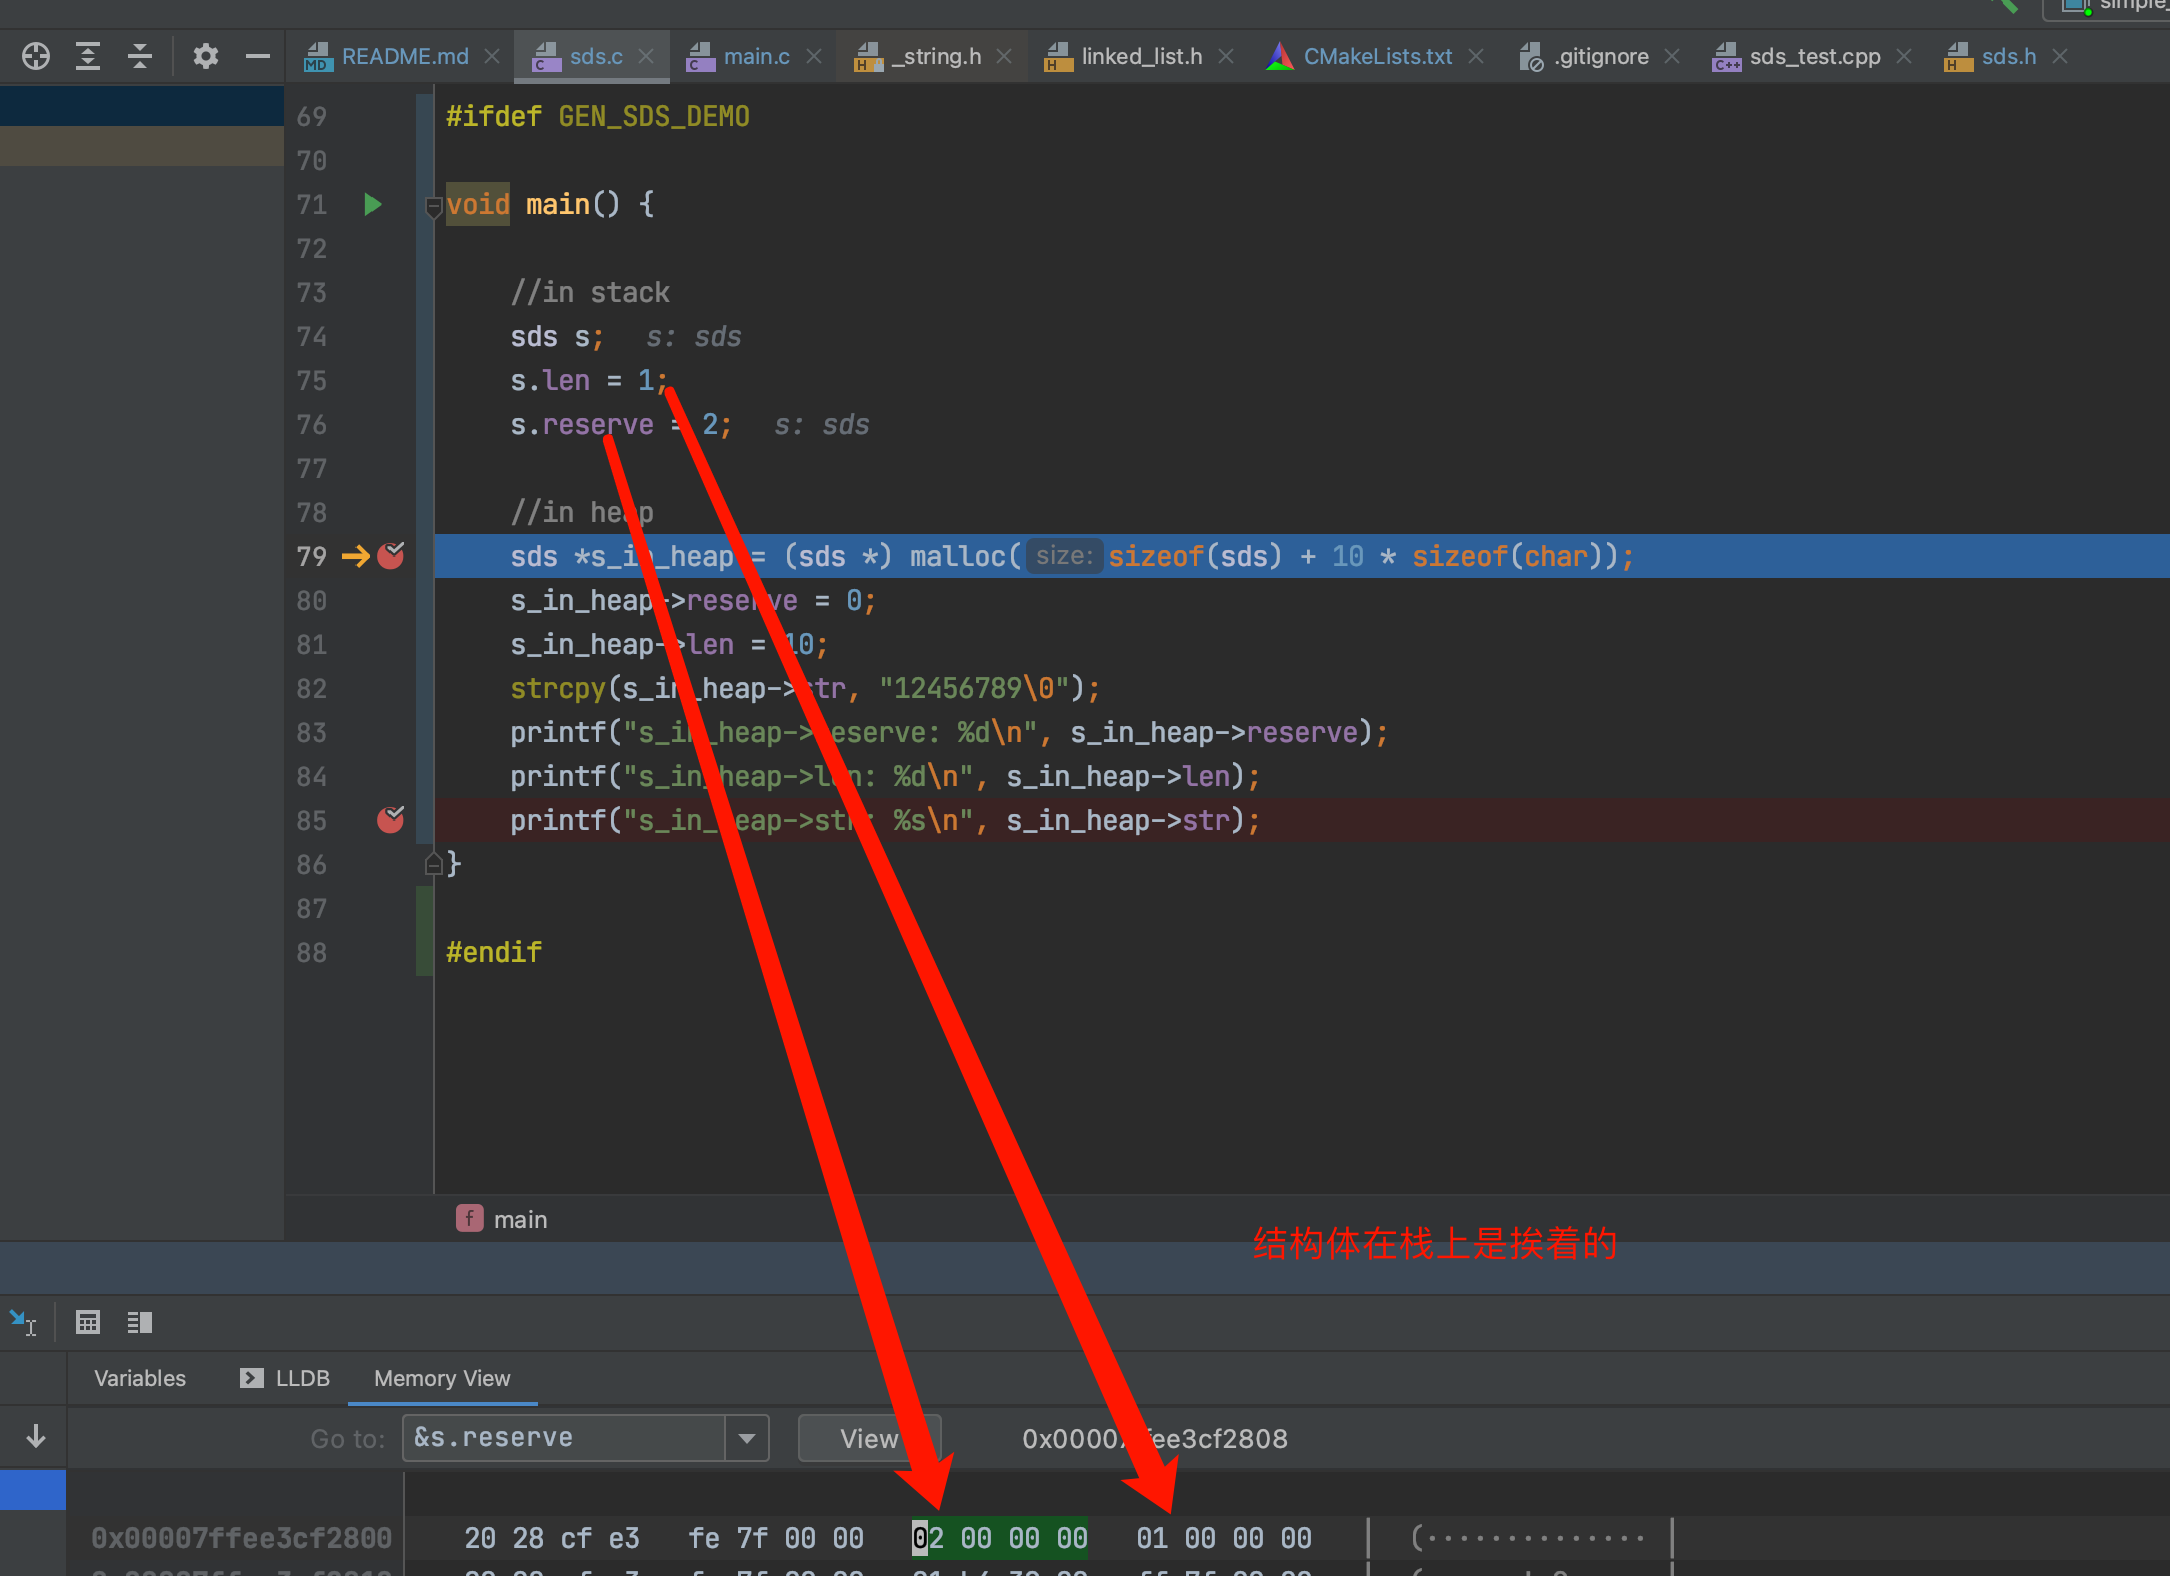 README.md sds.c main.c _string.h linked_list.h CMakeLists.txt .gitignore sds_test.cpp sds.h
69 #ifdef GEN_SDS_DEMO
70
71 void main() {
72
73 //in stack
74 sds s; s: sds
75 s.len = 1;
76 s.reserve = 2; s: sds
77
78 //in heap
79 sds *s_in_heap = (sds *) malloc( size: sizeof(sds) + 10 * sizeof(char));
80 s_in_heap->reserve = 0;
81 s_in_heap->len = 10;
82 strcpy(s_in_heap->str, "12456789\0");
83 printf("s_in_heap->reserve: %d\n", s_in_heap->reserve);
84 printf("s_in_heap->len: %d\n", s_in_heap->len);
85 printf("s_in_heap->str: %s\n", s_in_heap->str);
86 }
87
88 #endif
f main
结构体在栈上是挨着的
Variables LLDB Memory View
Go to: &s.reserve View 0x00007ffee3cf2808
0x00007ffee3cf2800 20 28 cf e3 fe 7f 00 00 02 00 00 00 01 00 00 00 (·············